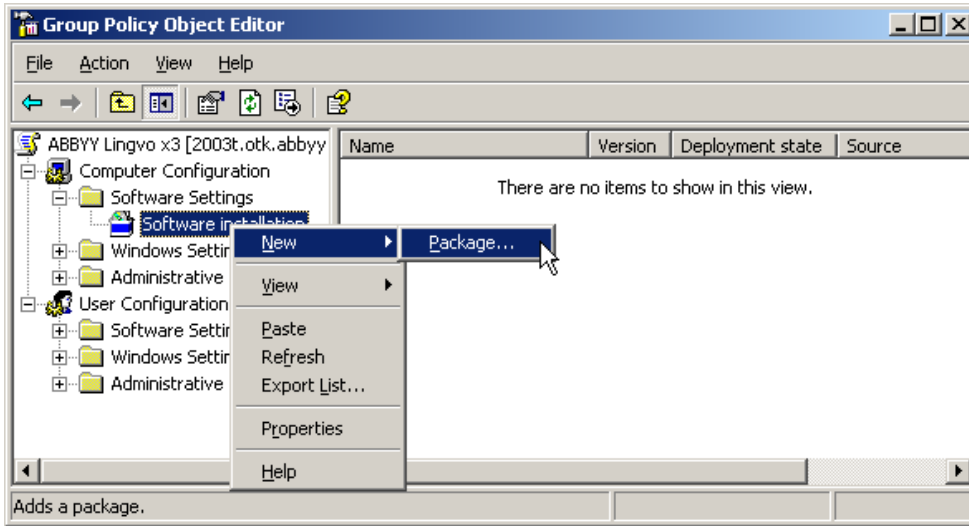 Group Policy Object Editor
File Action View Help
ABBYY Lingvo x3 [2003t.otk.abbyy
Name Version Deployment state Source
Computer Configuration
There are no items to show in this view.
Software Settings
Software installation
New Package...
Windows Settin
Administrative
View
User Configuration
Software Settin
Paste
Windows Settin
Refresh
Administrative
Export List...
Properties
Help
Adds a package.